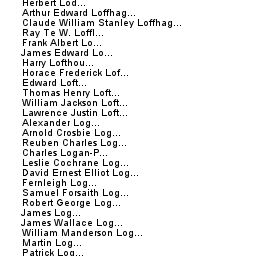 Herbert Lod...
Arthur Edward Loffhag...
Claude William Stanley Loffhag...
Ray Te W. Loffl...
Frank Albert Lo...
James Edward Lo...
Harry Lofthou...
Horace Frederick Lof...
Edward Loft...
Thomas Henry Loft...
William Jackson Loft...
Lawrence Justin Loft...
Alexander Log...
Arnold Crosbie Log...
Reuben Charles Log...
Charles Logan-P...
Leslie Cochrane Log...
David Ernest Elliot Log...
Fernleigh Log...
Samuel Forsaith Log...
Robert George Log...
James Log...
James Wallace Log...
William Manderson Log...
Martin Log...
Patrick Log...